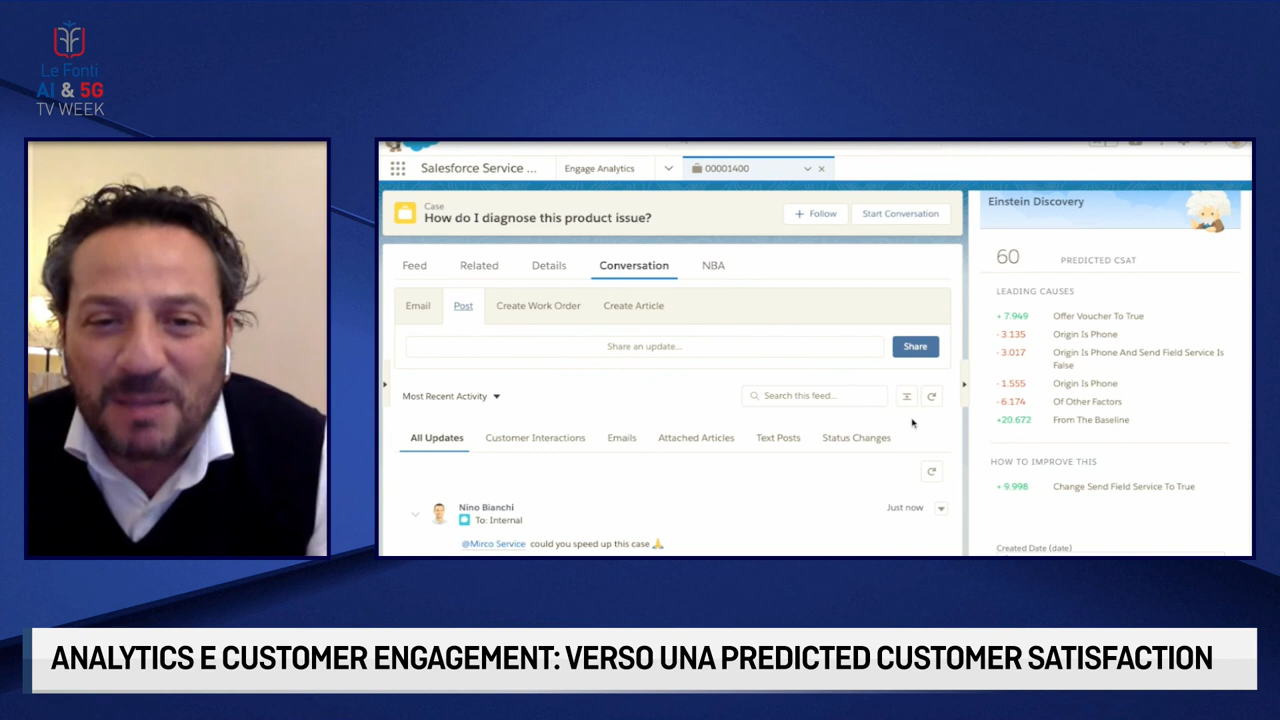 Le Fonti
AI & 5G
TV WEEK
Salesforce Service ...
Engage Analytics
00001400
Case
How do I diagnose this product issue?
+ Follow
Start Conversation
Feed
Related
Details
Conversation
NBA
Email
Post
Create Work Order
Create Article
Share an update...
Share
Most Recent Activity
Search this feed...
All Updates
Customer Interactions
Emails
Attached Articles
Text Posts
Status Changes
Nino Bianchi
To: Internal
Just now
@Mirco Service could you speed up this case 🙏
Einstein Discovery
60 PREDICTED CSAT
LEADING CAUSES
+ 7.949 Offer Voucher To True
- 3.135 Origin Is Phone
- 3.017 Origin Is Phone And Send Field Service Is
False
- 1.555 Origin Is Phone
- 6.174 Of Other Factors
+20.672 From The Baseline
HOW TO IMPROVE THIS
+ 9.998 Change Send Field Service To True
Created Date (date)
ANALYTICS E CUSTOMER ENGAGEMENT: VERSO UNA PREDICTED CUSTOMER SATISFACTION